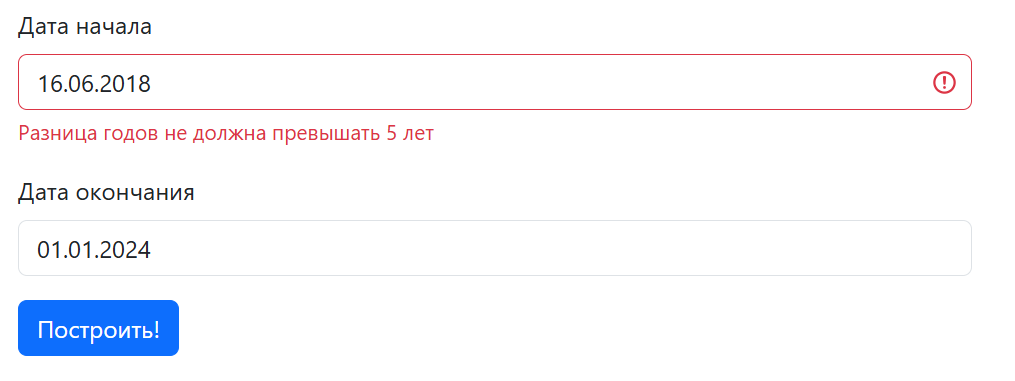 Дата начала
16.06.2018
Разница годов не должна превышать 5 лет
Дата окончания
01.01.2024
Построить!